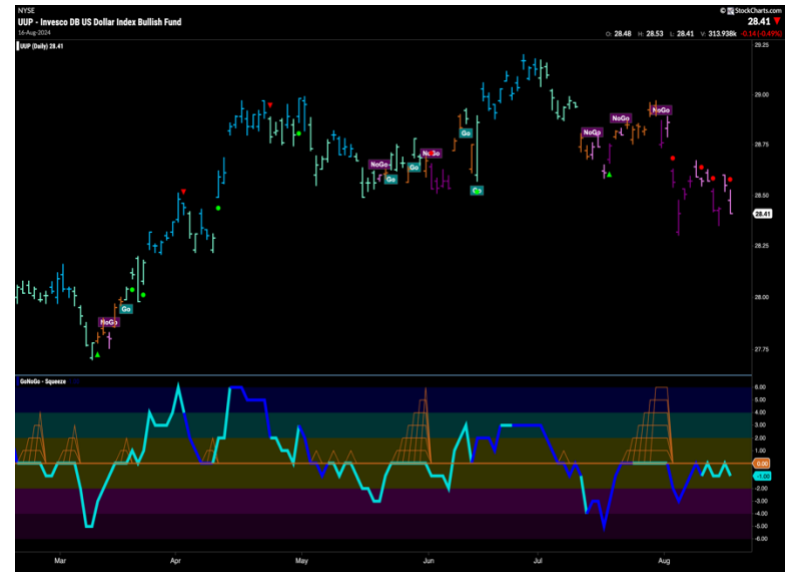 NYSE
© StockCharts.com
UUP - Invesco DB US Dollar Index Bullish Fund
28.41
16-Aug-2024
O: 28.48 H: 28.53 L: 28.41 V: 313.938k -0.14 (-0.49%)
UUP (Daily) 28.41
29.25
29.00
NoGo
NoGo
Go
NoGo
28.75
NoGo
NoGo
Go
Go
Go
28.50
28.41
28.25
28.00
Go
NoGo
27.75
GoNoGo - Squeeze
6.00
5.00
4.00
3.00
2.00
1.00
0.00
-1.00
-2.00
-3.00
-4.00
-5.00
-6.00
Mar Apr May Jun Jul Aug